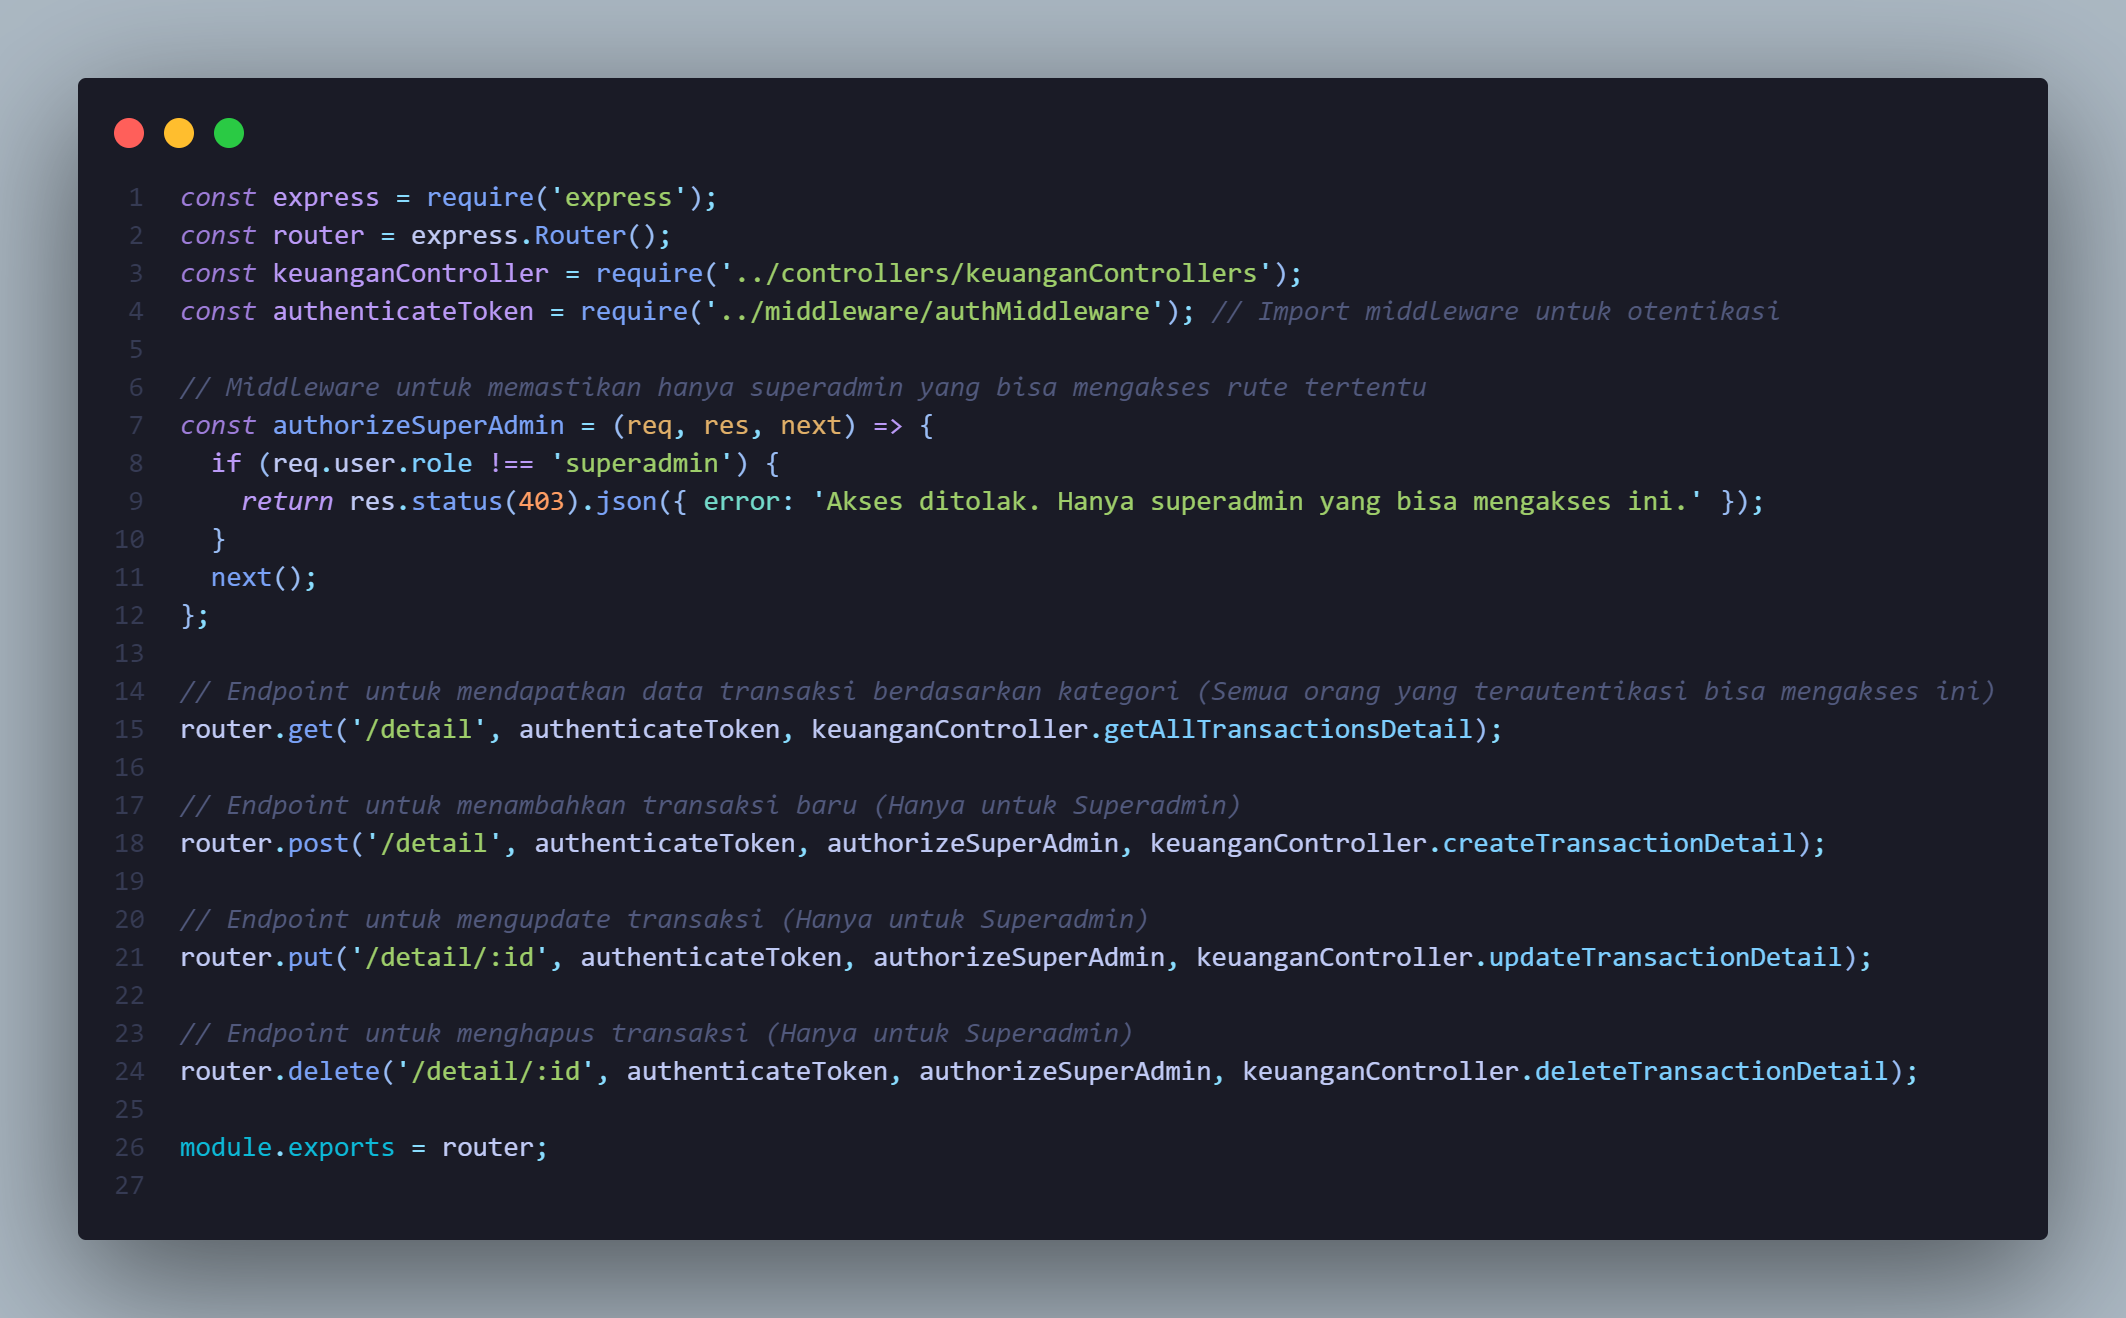 1 const express = require('express');
2 const router = express.Router();
3 const keuanganController = require('../controllers/keuanganControllers');
4 const authenticateToken = require('../middleware/authMiddleware'); // Import middleware untuk otentikasi
5
6 // Middleware untuk memastikan hanya superadmin yang bisa mengakses rute tertentu
7 const authorizeSuperAdmin = (req, res, next) => {
8   if (req.user.role !== 'superadmin') {
9     return res.status(403).json({ error: 'Akses ditolak. Hanya superadmin yang bisa mengakses ini.' });
10   }
11   next();
12 };
13
14 // Endpoint untuk mendapatkan data transaksi berdasarkan kategori (Semua orang yang terautentikasi bisa mengakses ini)
15 router.get('/detail', authenticateToken, keuanganController.getAllTransactionsDetail);
16
17 // Endpoint untuk menambahkan transaksi baru (Hanya untuk Superadmin)
18 router.post('/detail', authenticateToken, authorizeSuperAdmin, keuanganController.createTransactionDetail);
19
20 // Endpoint untuk mengupdate transaksi (Hanya untuk Superadmin)
21 router.put('/detail/:id', authenticateToken, authorizeSuperAdmin, keuanganController.updateTransactionDetail);
22
23 // Endpoint untuk menghapus transaksi (Hanya untuk Superadmin)
24 router.delete('/detail/:id', authenticateToken, authorizeSuperAdmin, keuanganController.deleteTransactionDetail);
25
26 module.exports = router;
27